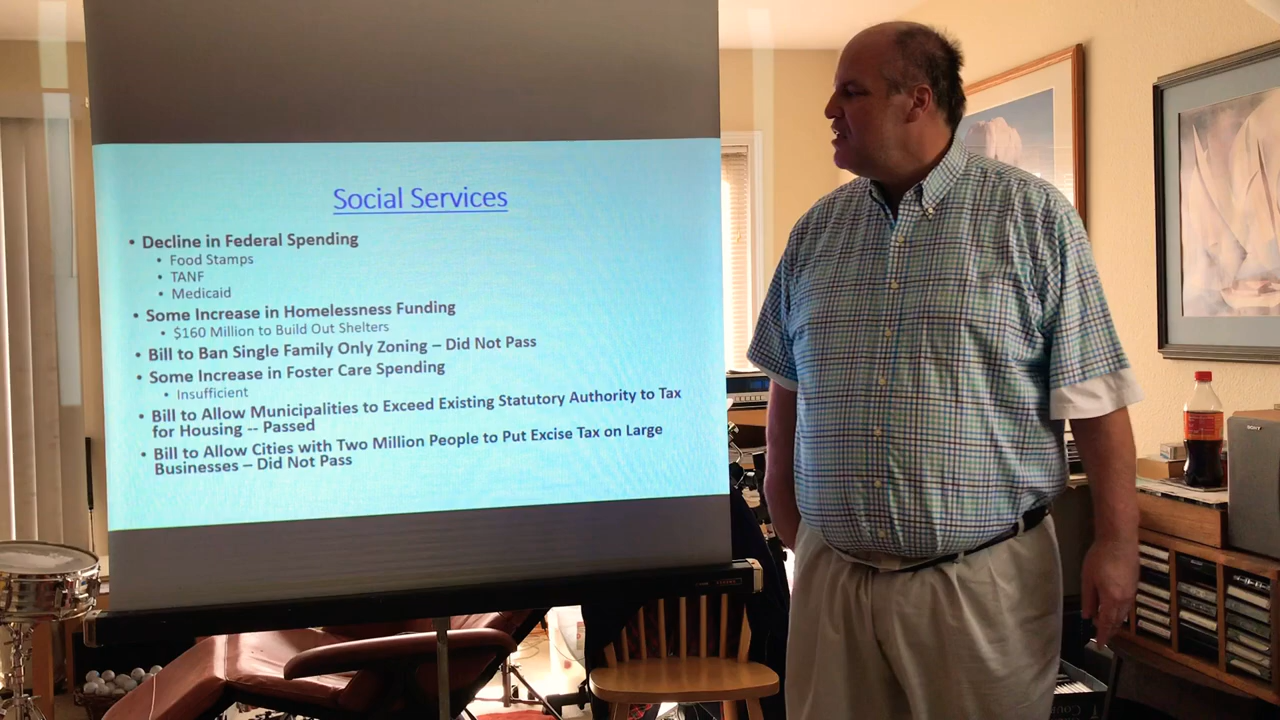 Social Services
• Decline in Federal Spending
• Food Stamps
• TANF
• Medicaid
• Some Increase in Homelessness Funding
• $160 Million to Build Out Shelters
• Bill to Ban Single Family Only Zoning – Did Not Pass
• Some Increase in Foster Care Spending
• Insufficient
• Bill to Allow Municipalities to Exceed Existing Statutory Authority to Tax
for Housing -- Passed
• Bill to Allow Cities with Two Million People to Put Excise Tax on Large
Businesses – Did Not Pass
SONY